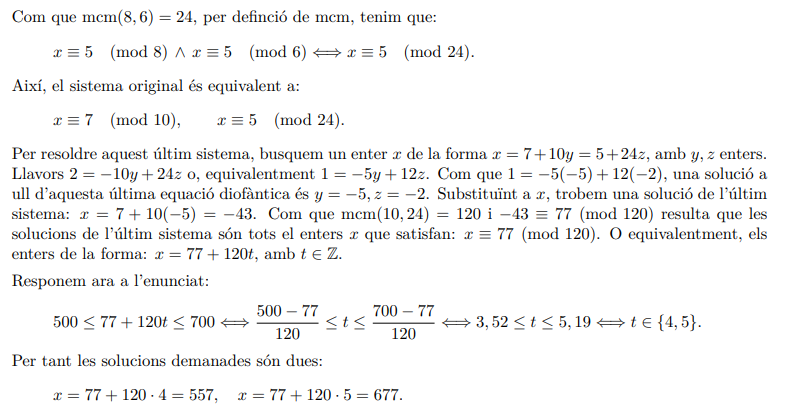 Com que mcm(8, 6) = 24, per definció de mcm, tenim que:
x ≡ 5 (mod 8) ∧ x ≡ 5 (mod 6) ⟺ x ≡ 5 (mod 24).
Així, el sistema original és equivalent a:
x ≡ 7 (mod 10), x ≡ 5 (mod 24).
Per resoldre aquest últim sistema, busquem un enter x de la forma x = 7+10y = 5+24z, amb y, z enters.
Llavors 2 = −10y + 24z o, equivalentment 1 = −5y + 12z. Com que 1 = −5(−5) + 12(−2), una solució a
ull d'aquesta última equació diofàntica és y = −5, z = −2. Substituïnt a x, trobem una solució de l'últim
sistema: x = 7 + 10(−5) = −43. Com que mcm(10, 24) = 120 i −43 ≡ 77 (mod 120) resulta que les
solucions de l'últim sistema són tots el enters x que satisfan: x ≡ 77 (mod 120). O equivalentment, els
enters de la forma: x = 77 + 120t, amb t ∈ ℤ.
Responem ara a l'enunciat:
500 ≤ 77 + 120t ≤ 700 ⟺ (500 − 77)/120 ≤ t ≤ (700 − 77)/120 ⟺ 3,52 ≤ t ≤ 5,19 ⟺ t ∈ {4, 5}.
Per tant les solucions demanades són dues:
x = 77 + 120 · 4 = 557, x = 77 + 120 · 5 = 677.